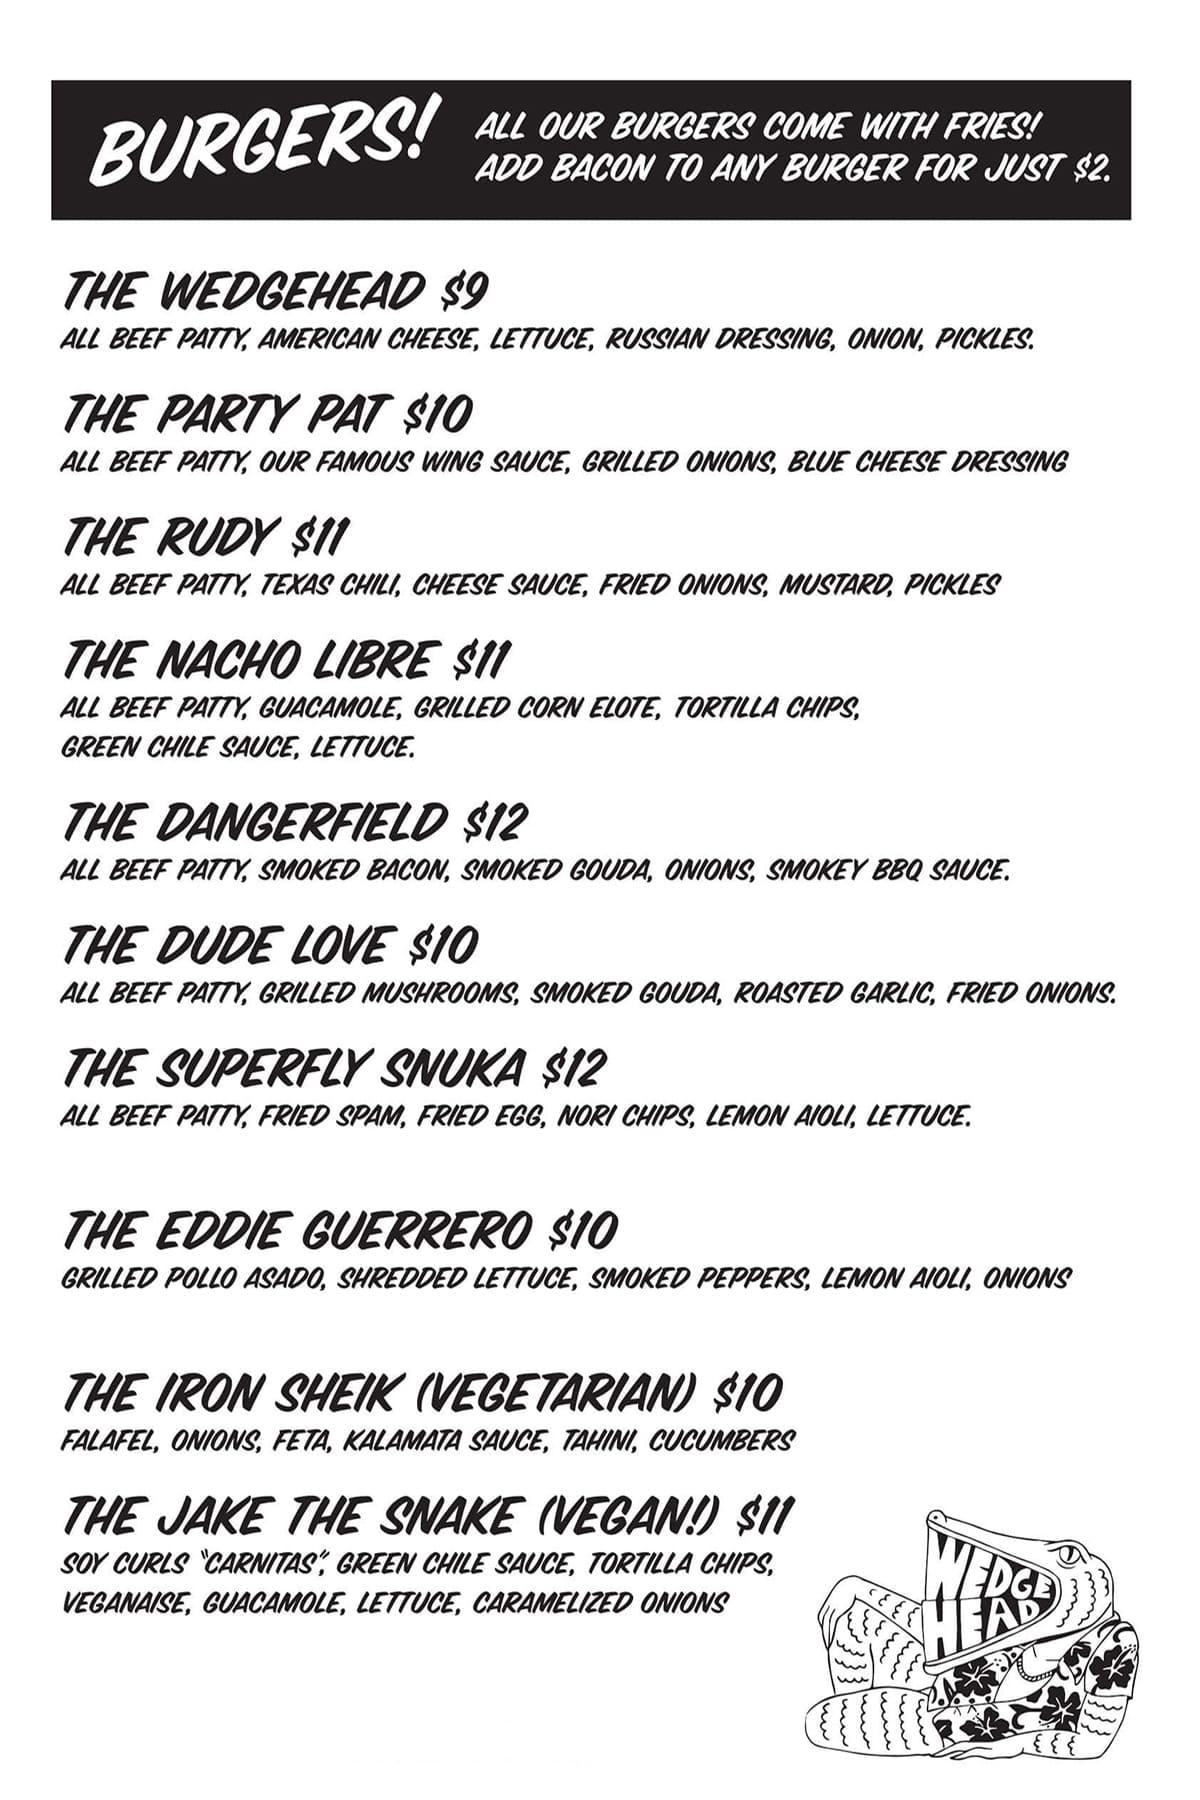 BURGERS!
ALL OUR BURGERS COME WITH FRIES!
ADD BACON TO ANY BURGER FOR JUST $2.
THE WEDGEHEAD $9
ALL BEEF PATTY, AMERICAN CHEESE, LETTUCE, RUSSIAN DRESSING, ONION, PICKLES.
THE PARTY PAT $10
ALL BEEF PATTY, OUR FAMOUS WING SAUCE, GRILLED ONIONS, BLUE CHEESE DRESSING
THE RUDY $11
ALL BEEF PATTY, TEXAS CHILI, CHEESE SAUCE, FRIED ONIONS, MUSTARD, PICKLES
THE NACHO LIBRE $11
ALL BEEF PATTY, GUACAMOLE, GRILLED CORN ELOTE, TORTILLA CHIPS,
GREEN CHILE SAUCE, LETTUCE.
THE DANGERFIELD $12
ALL BEEF PATTY, SMOKED BACON, SMOKED GOUDA, ONIONS, SMOKEY BBQ SAUCE.
THE DUDE LOVE $10
ALL BEEF PATTY, GRILLED MUSHROOMS, SMOKED GOUDA, ROASTED GARLIC, FRIED ONIONS.
THE SUPERFLY SNUKA $12
ALL BEEF PATTY, FRIED SPAM, FRIED EGG, NORI CHIPS, LEMON AIOLI, LETTUCE.
THE EDDIE GUERRERO $10
GRILLED POLLO ASADO, SHREDDED LETTUCE, SMOKED PEPPERS, LEMON AIOLI, ONIONS
THE IRON SHEIK (VEGETARIAN) $10
FALAFEL, ONIONS, FETA, KALAMATA SAUCE, TAHINI, CUCUMBERS
THE JAKE THE SNAKE (VEGAN!) $11
SOY CURLS "CARNITAS", GREEN CHILE SAUCE, TORTILLA CHIPS,
VEGANAISE, GUACAMOLE, LETTUCE, CARAMELIZED ONIONS
WEDGE
HEAD